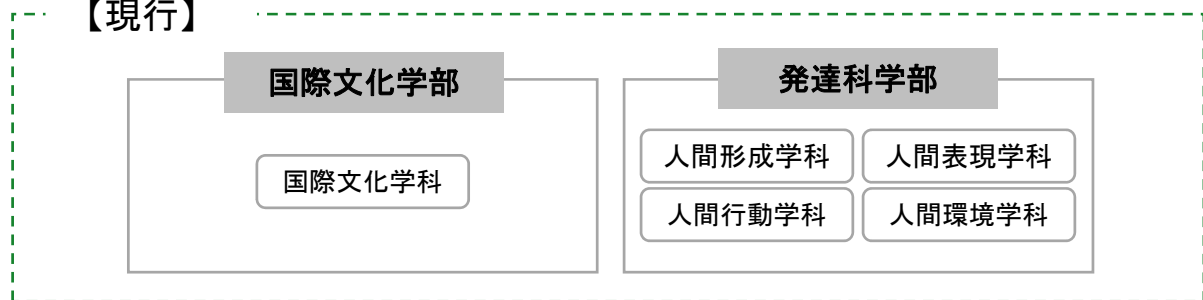 【現行】
国際文化学部
国際文化学科
発達科学部
人間形成学科
人間表現学科
人間行動学科
人間環境学科